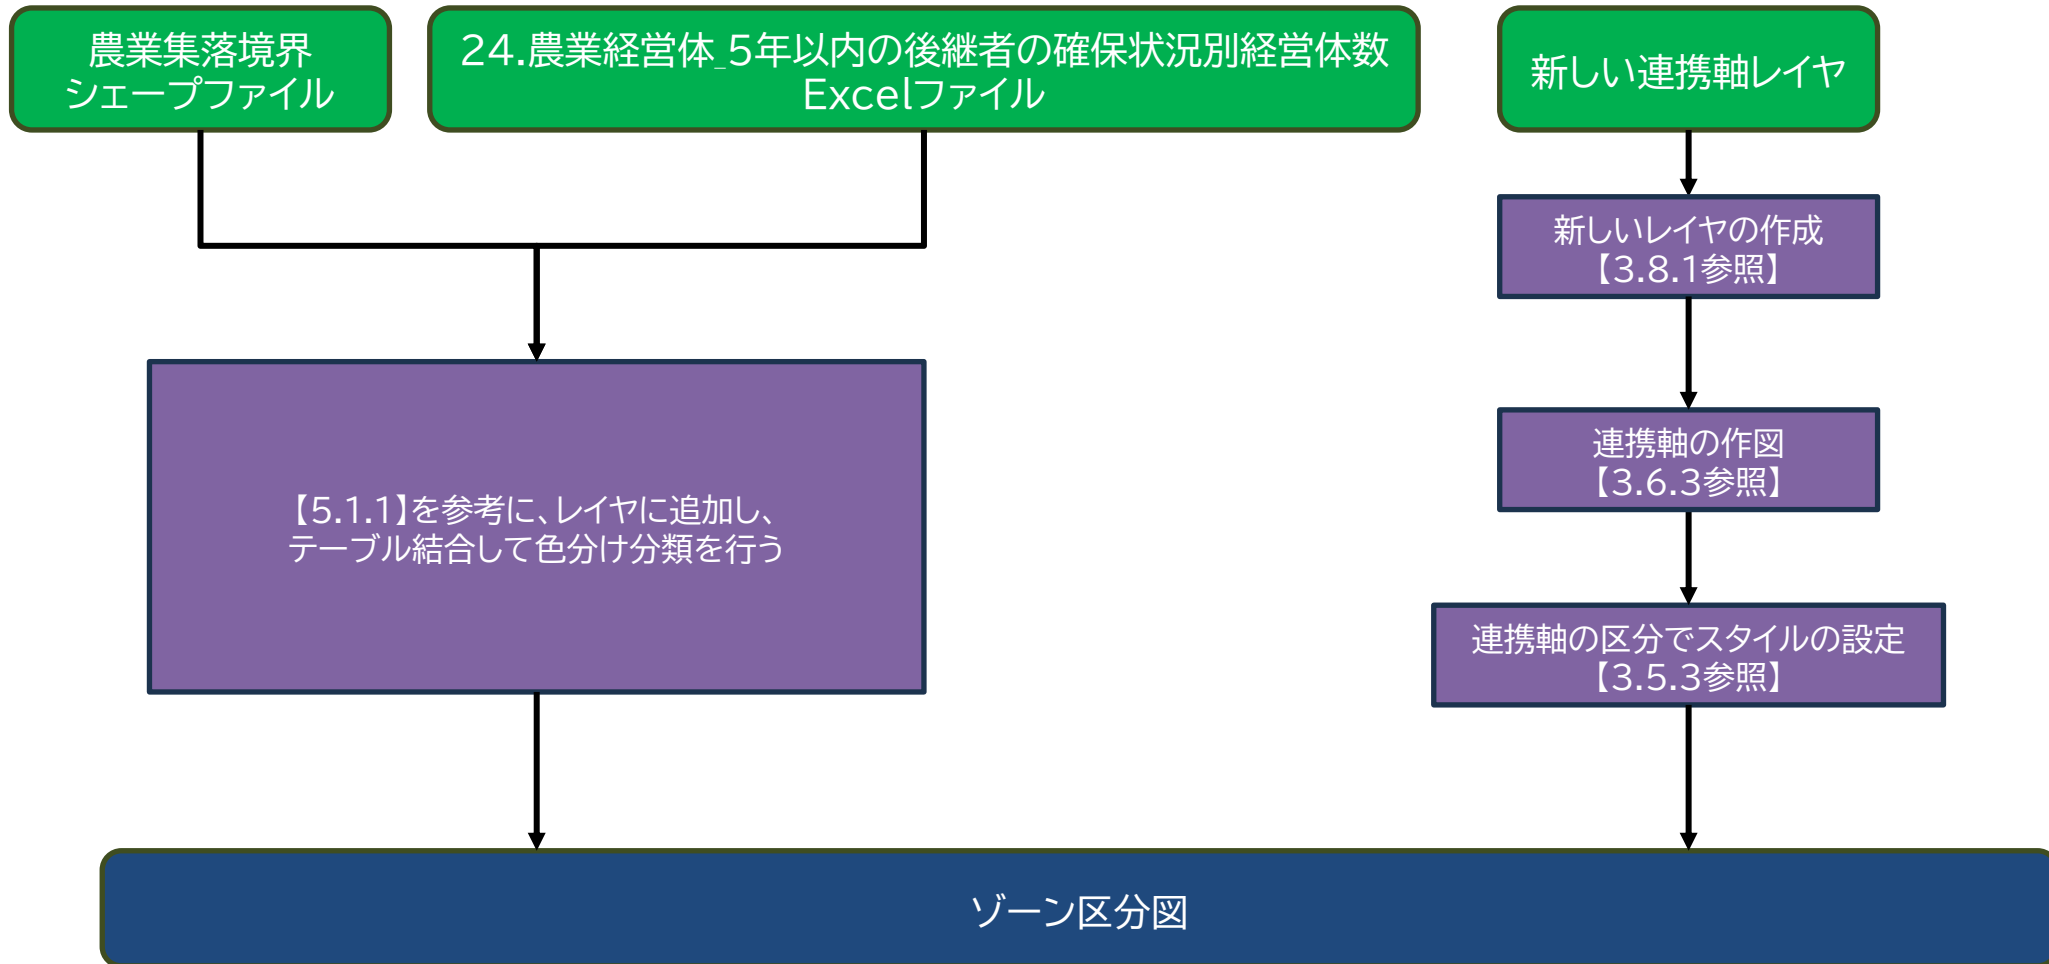 農業集落境界
シェープファイル
24.農業経営体_5年以内の後継者の確保状況別経営体数
Excelファイル
新しい連携軸レイヤ
新しいレイヤの作成
【3.8.1参照】
連携軸の作図
【3.6.3参照】
【5.1.1】を参考に、レイヤに追加し、
テーブル結合して色分け分類を行う
連携軸の区分でスタイルの設定
【3.5.3参照】
ゾーン区分図